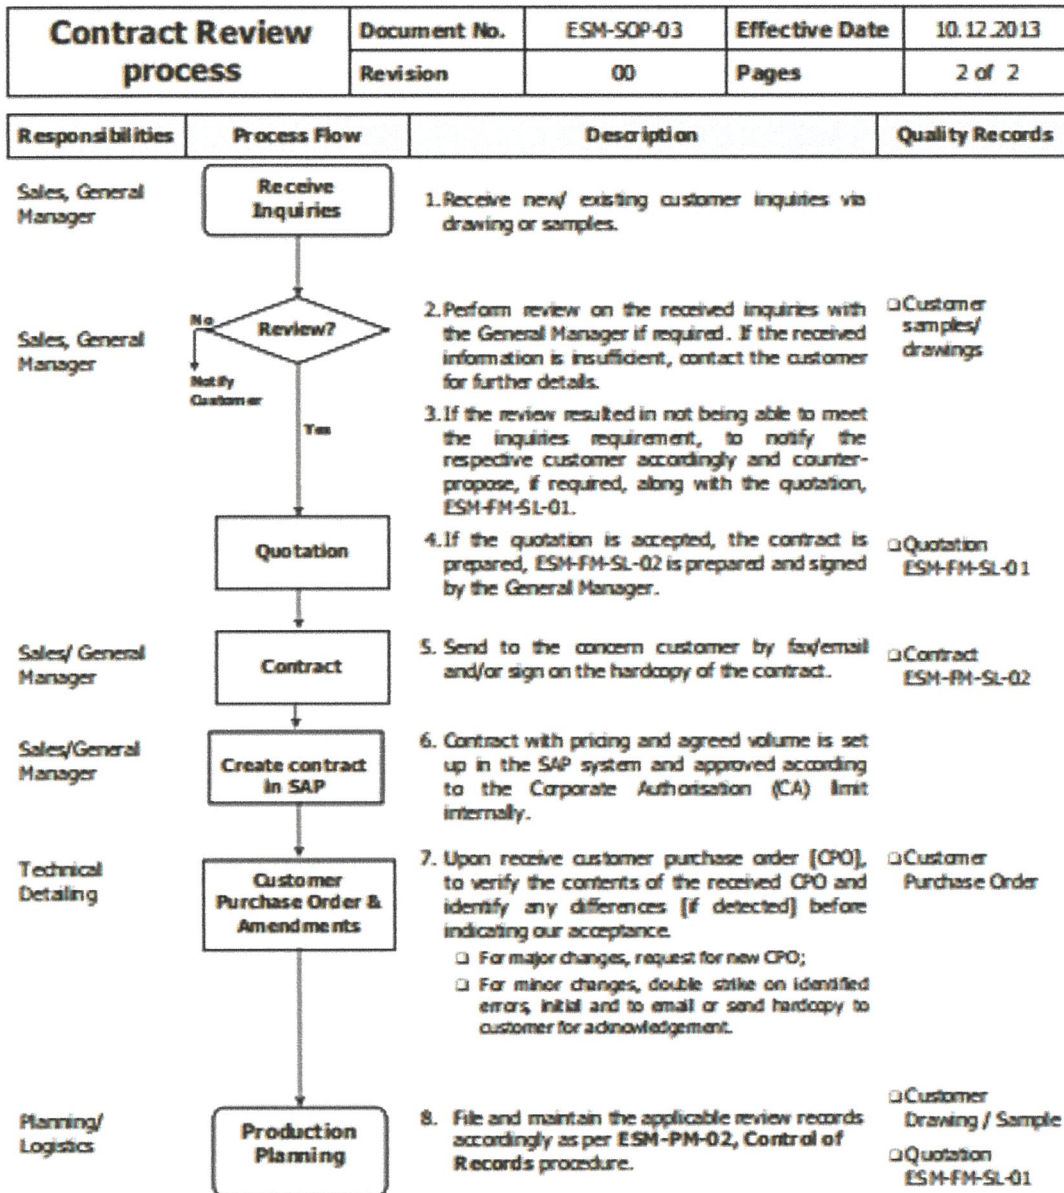 Contract Review process
Document No.
ESM-SOP-03
Effective Date
10.12.2013
Revision
00
Pages
2 of 2
Responsibilities
Process Flow
Description
Quality Records
Sales, General
Manager
Receive
Inquiries
1. Receive new/ existing customer inquiries via
drawing or samples.
Sales, General
Manager
No
Review?
Notify
Customer
Yes
2. Perform review on the received inquiries with
the General Manager if required. If the received
information is insufficient, contact the customer
for further details.
Customer
samples/
drawings
3. If the review resulted in not being able to meet
the inquiries requirement, to notify the
respective customer accordingly and counter-
propose, if required, along with the quotation,
ESM-FM-SL-01.
Quotation
4. If the quotation is accepted, the contract is
prepared, ESM-FM-SL-02 is prepared and signed
by the General Manager.
Quotation
ESM-FM-SL-01
Sales/ General
Manager
Contract
5. Send to the concern customer by fax/email
and/or sign on the hardcopy of the contract.
Contract
ESM-FM-SL-02
Sales/General
Manager
Create contract
in SAP
6. Contract with pricing and agreed volume is set
up in the SAP system and approved according
to the Corporate Authorisation (CA) limit
internally.
Technical
Detailing
Customer
Purchase Order &
Amendments
7. Upon receive customer purchase order [CPO],
to verify the contents of the received CPO and
identify any differences [if detected] before
indicating our acceptance.
For major changes, request for new CPO;
For minor changes, double strike on identified
errors, initial and to email or send hardcopy to
customer for acknowledgement.
Customer
Purchase Order
Planning/
Logistics
Production
Planning
8. File and maintain the applicable review records
accordingly as per ESM-PM-02, Control of
Records procedure.
Customer
Drawing / Sample
Quotation
ESM-FM-SL-01